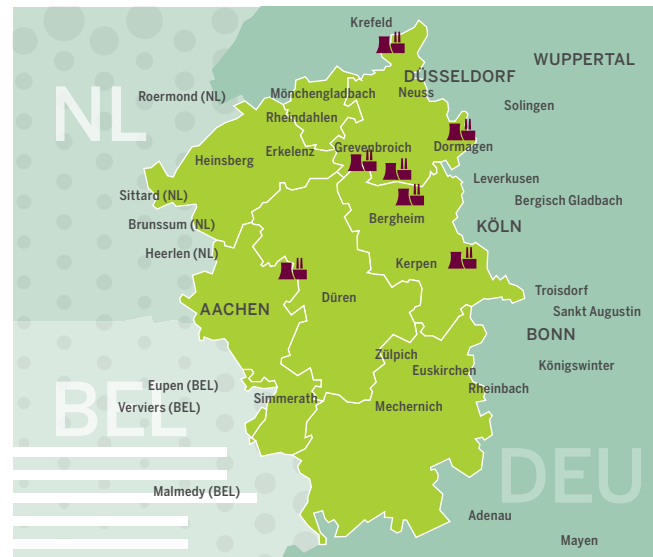 Krefeld
WUPPERTAL
DÜSSELDORF
NL
Roermond (NL)
Mönchengladbach
Neuss
Solingen
Rheindahlen
Heinsberg
Erkelenz
Grevenbroich
Dormagen
Leverkusen
Sittard (NL)
Bergisch Gladbach
Brunssum (NL)
Bergheim
KÖLN
Heerlen (NL)
Kerpen
AACHEN
Düren
Troisdorf
Sankt Augustin
BONN
Zülpich
Königswinter
Euskirchen
Eupen (BEL)
Simmerath
Rheinbach
BEL
Verviers (BEL)
Mechernich
DEU
Malmedy (BEL)
Adenau
Mayen